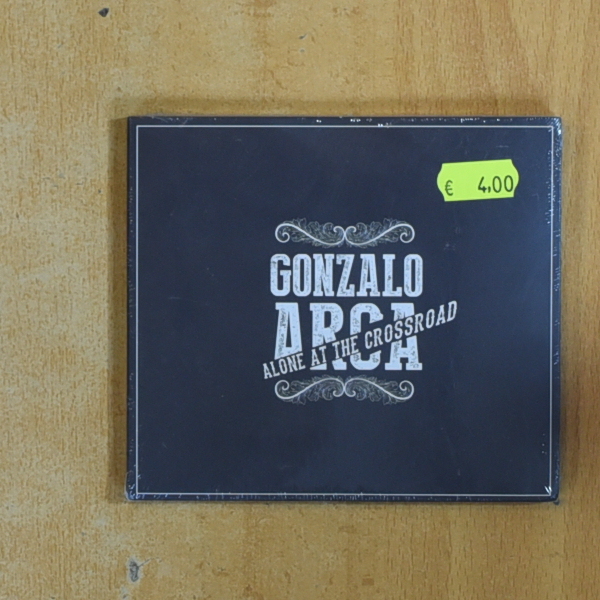 € 4,00
GONZALO
ARCA
ALONE AT THE CROSSROAD